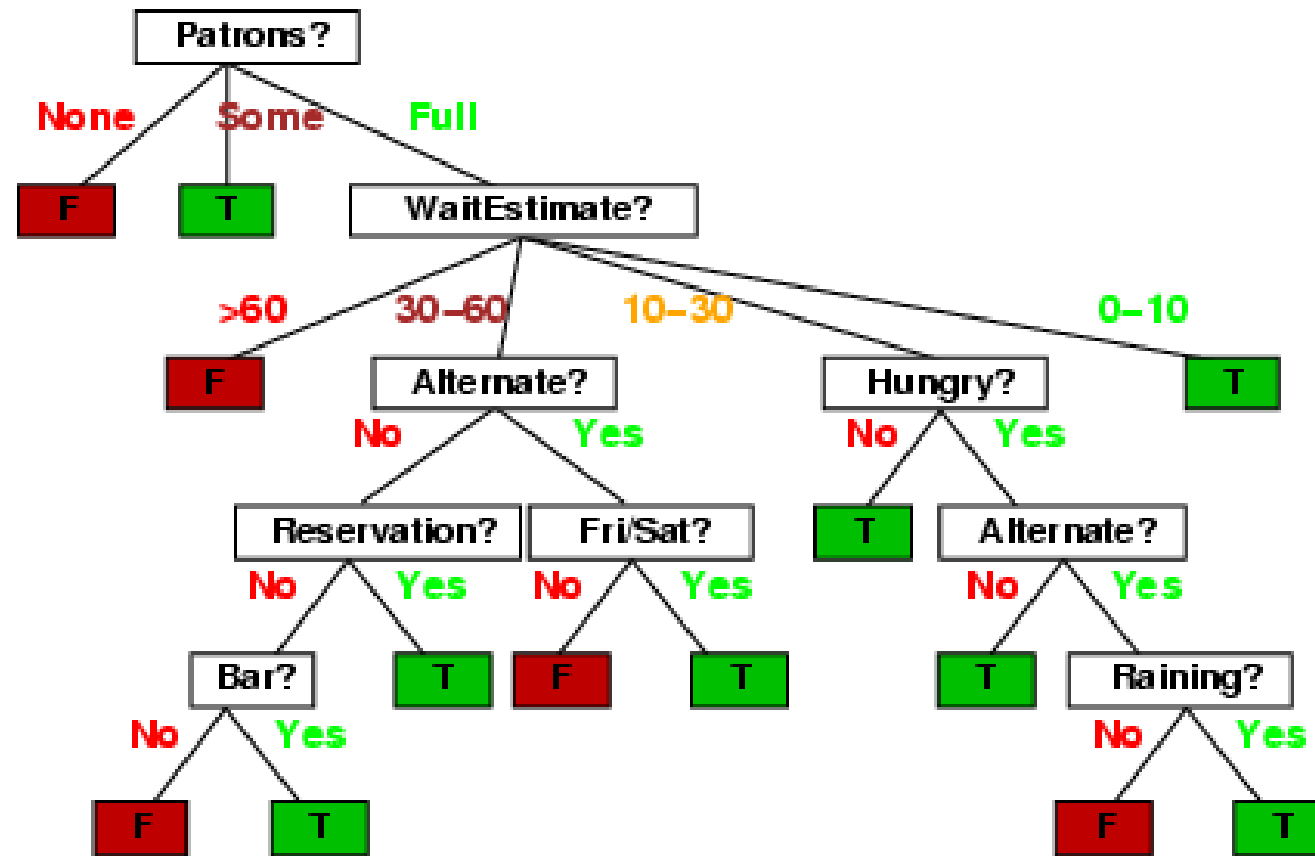 Patrons?
None Some Full
F T WaitEstimate?
>60 30–60 10–30 0–10
F Alternate? Hungry? T
No Yes No Yes
Reservation? Fri/Sat? T Alternate?
No Yes No Yes No Yes
Bar? T F T T Raining?
No Yes No Yes
F T F T